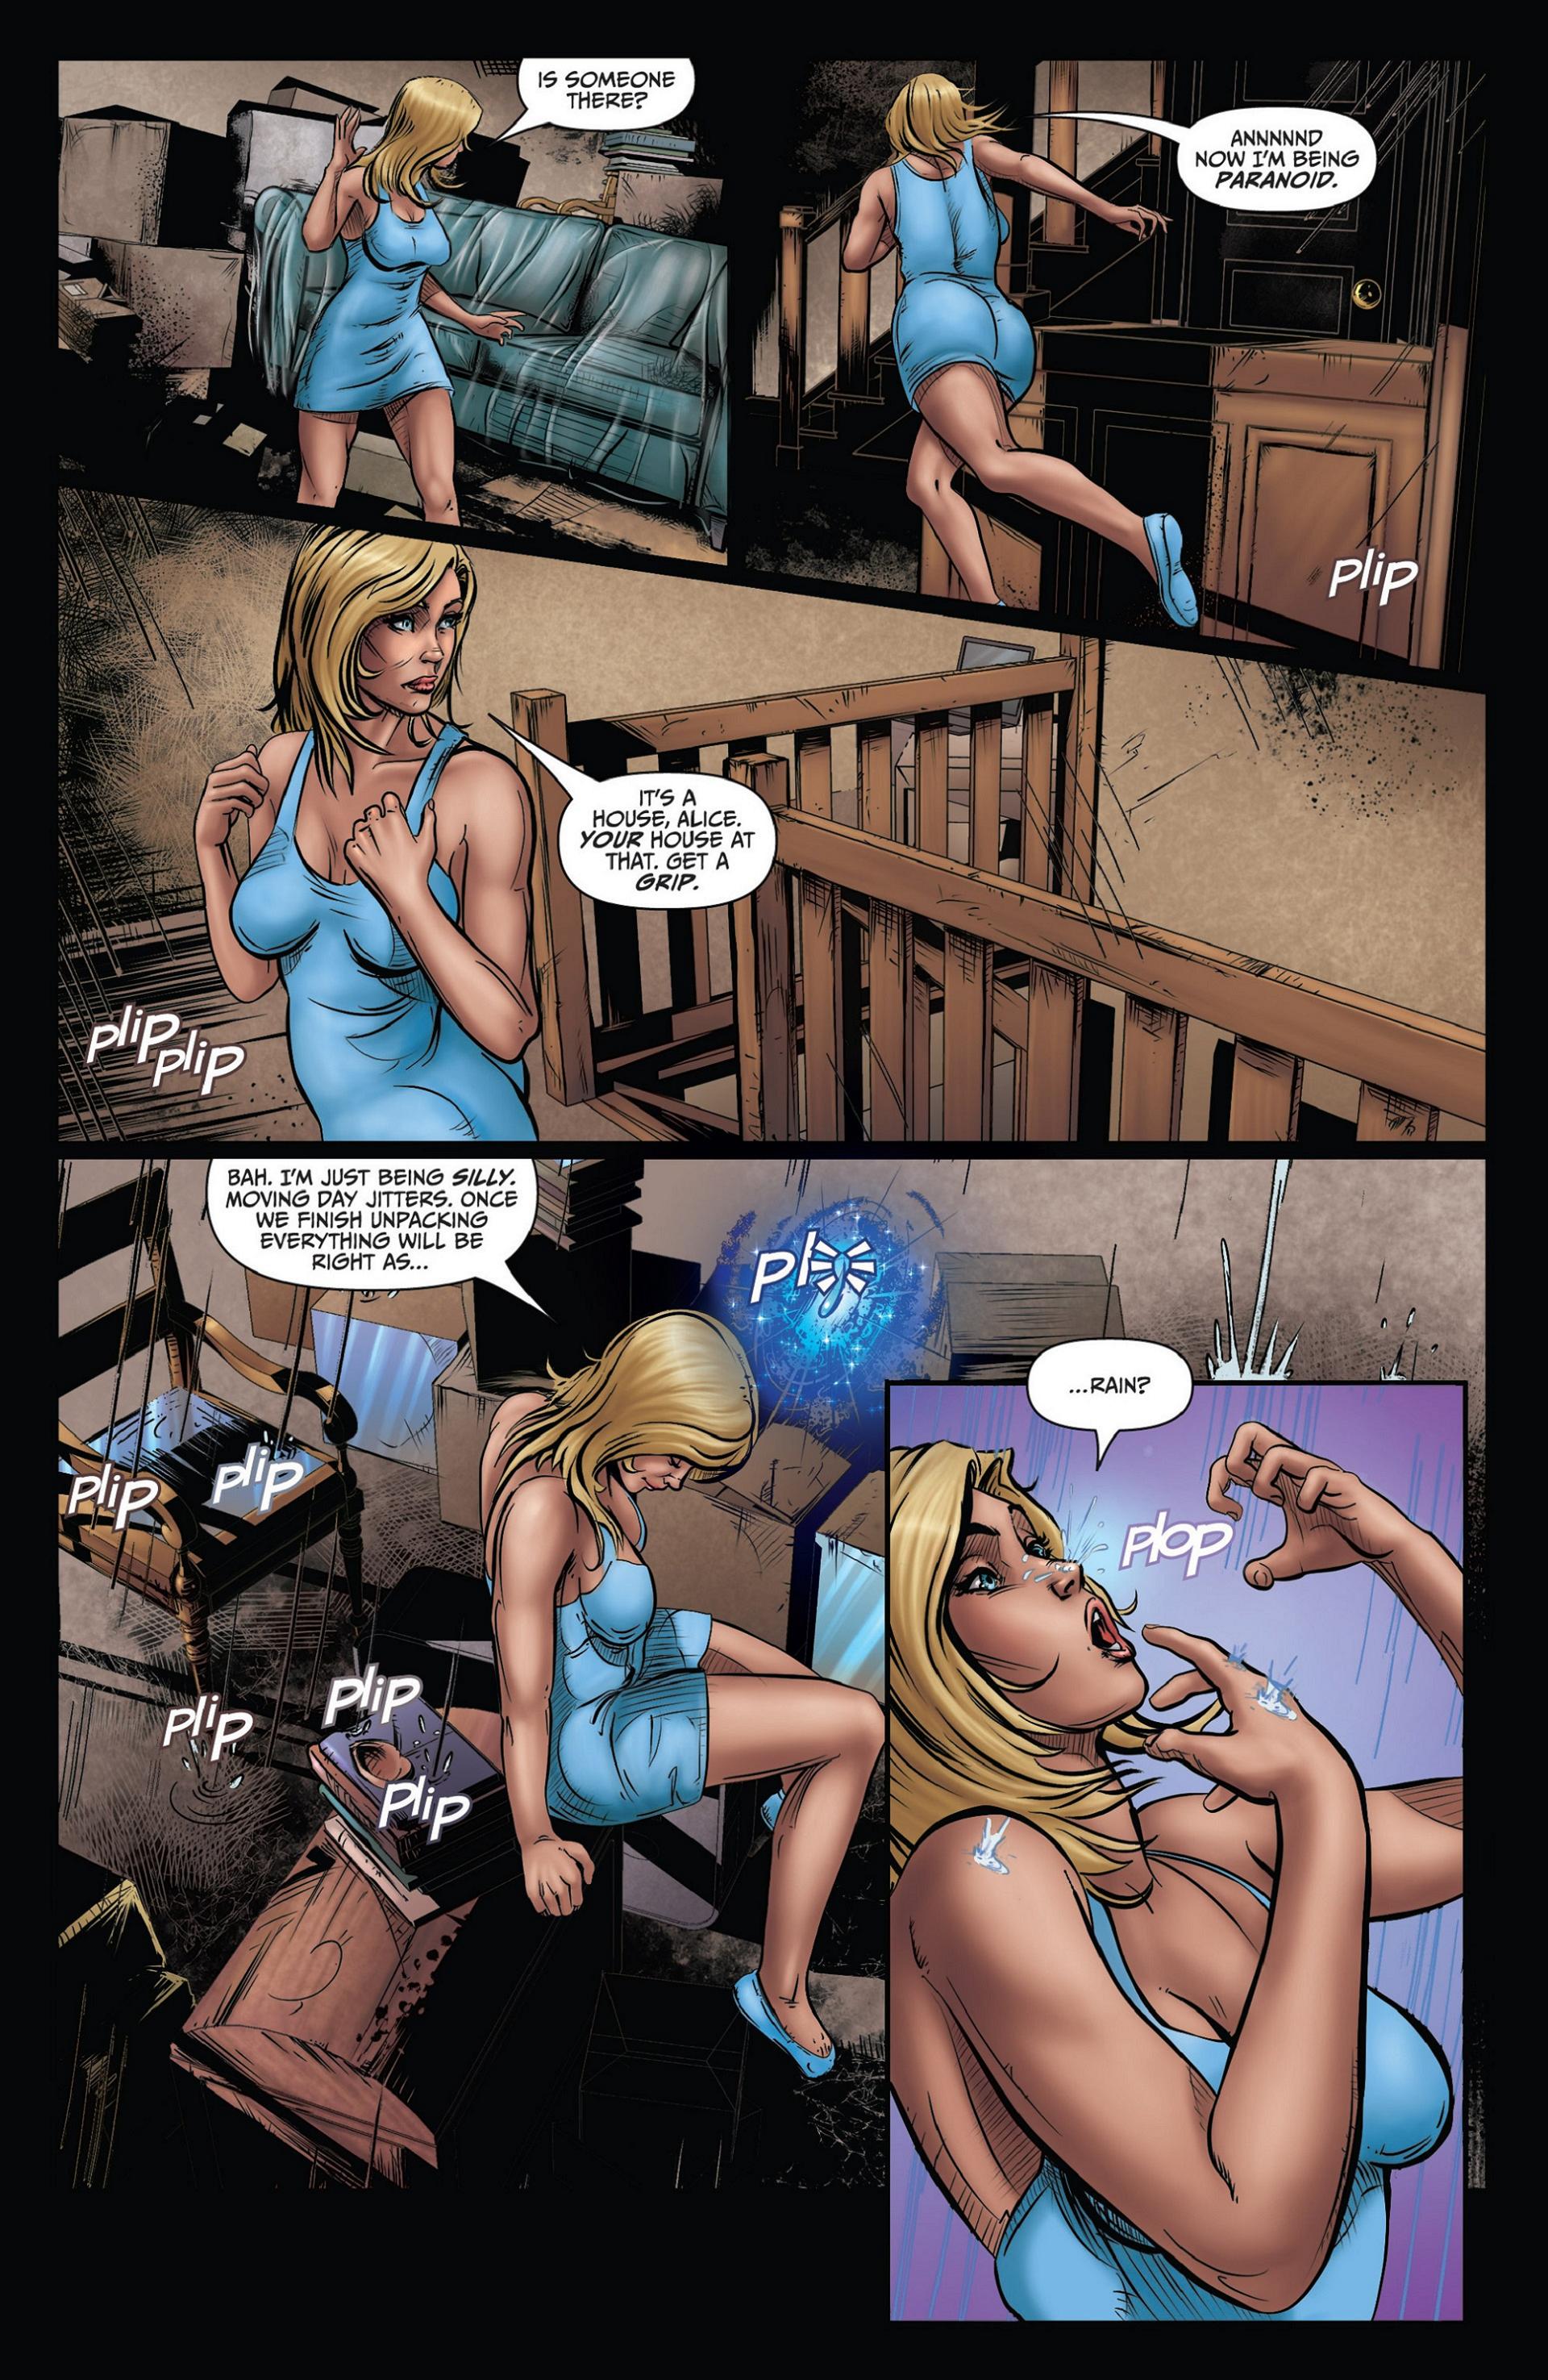 IS SOMEONE
THERE?
ANNNNND
NOW I'M BEING
PARANOID.
plip
IT'S A
HOUSE, ALICE.
YOUR HOUSE AT
THAT. GET A
GRIP.
plip
plip
BAH. I'M JUST BEING SILLY.
MOVING DAY JITTERS. ONCE
WE FINISH UNPACKING
EVERYTHING WILL BE
RIGHT AS...
pl
plip
plip
plip
plip
plip
...RAIN?
plop